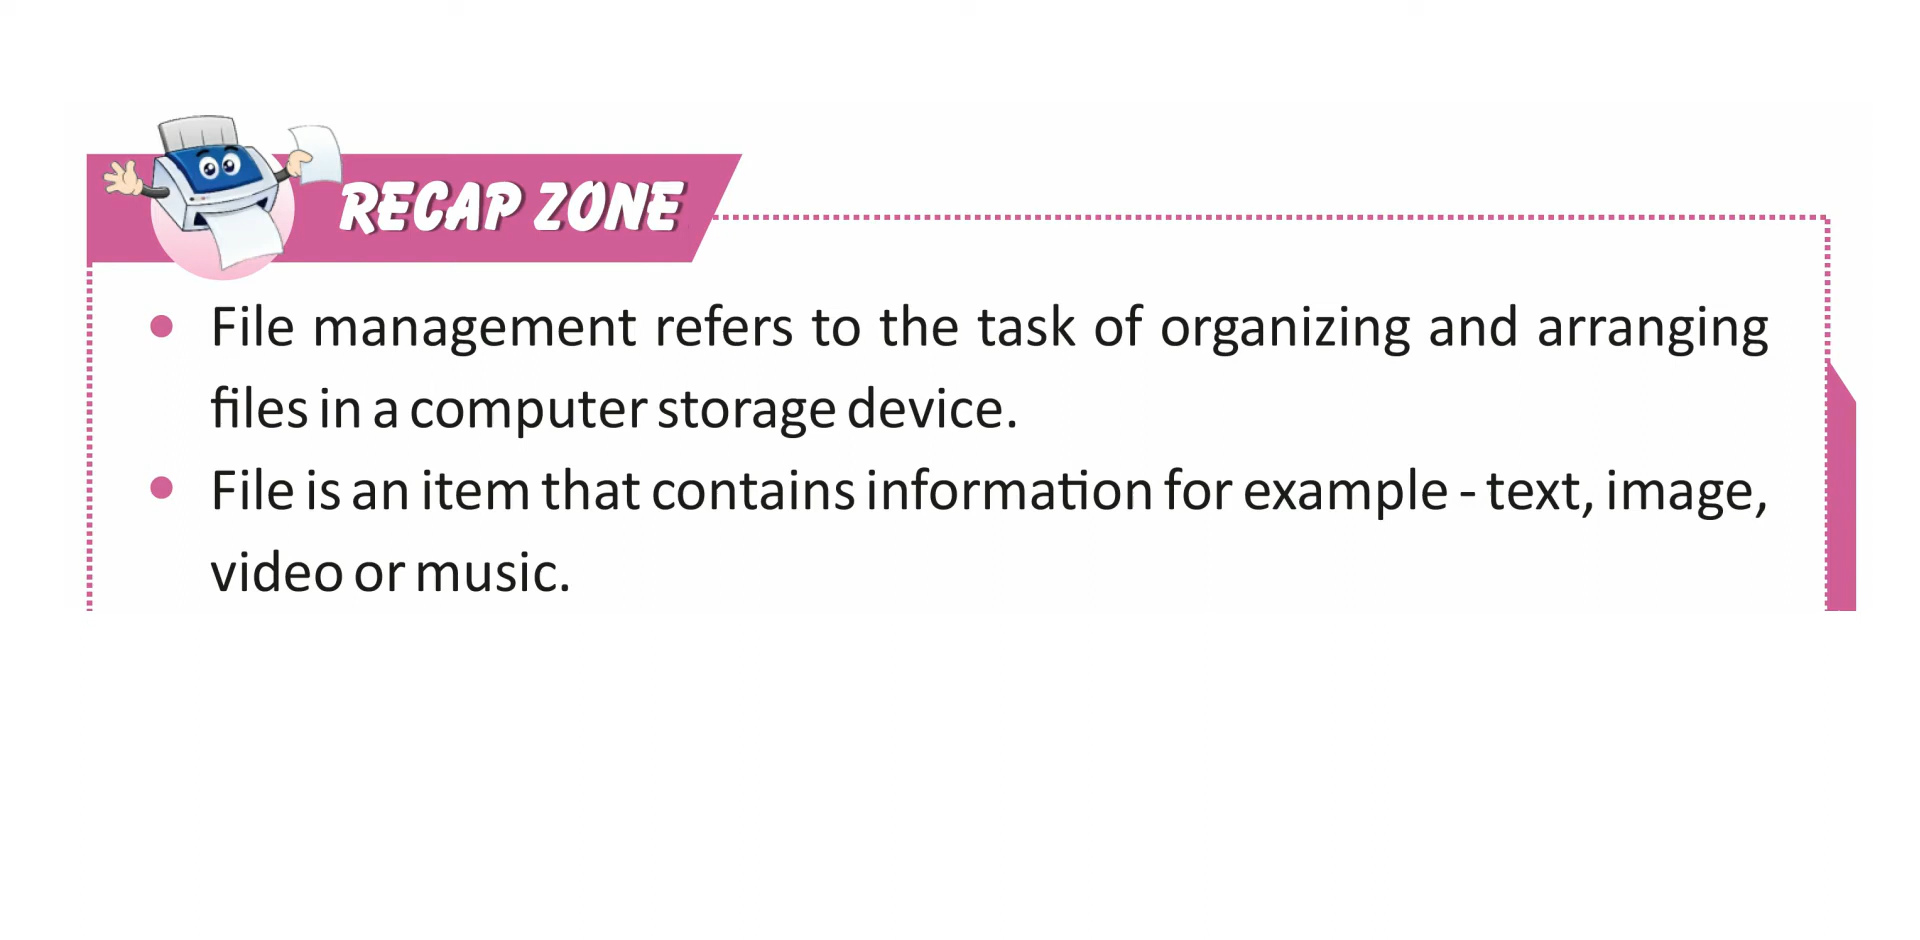 RECAP ZONE
• File management refers to the task of organizing and arranging
files in a computer storage device.
• File is an item that contains information for example - text, image,
video or music.